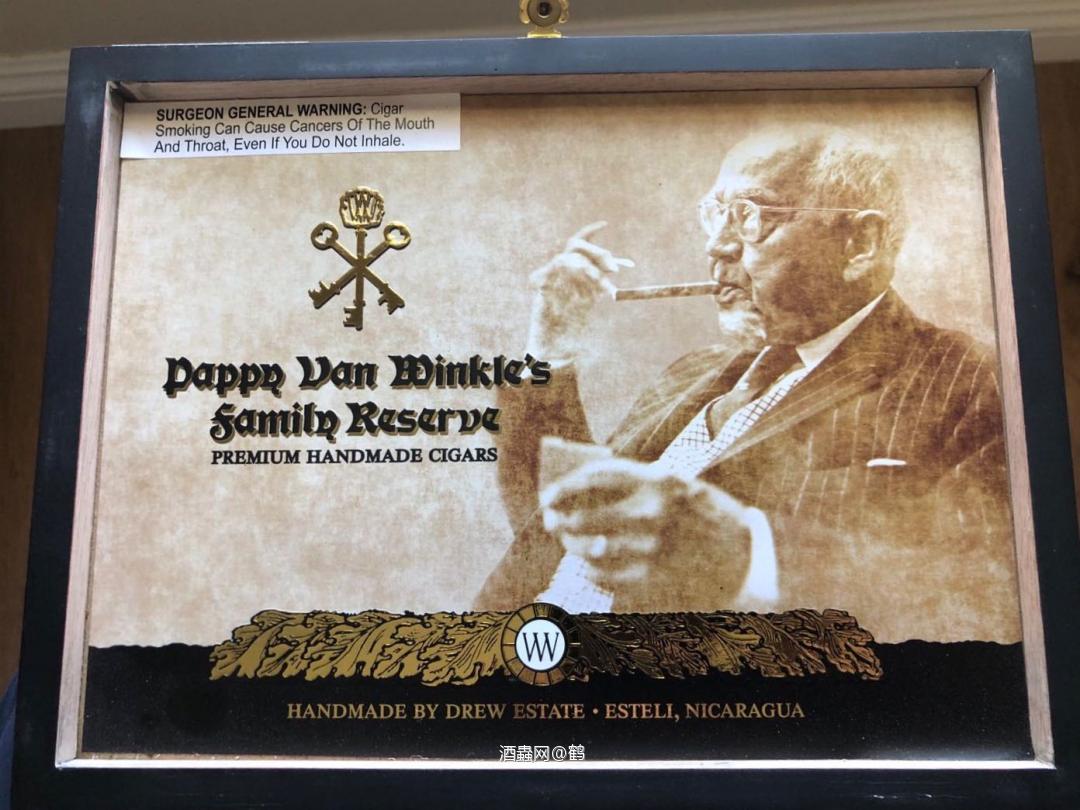 SURGEON GENERAL WARNING: Cigar
Smoking Can Cause Cancers Of The Mouth
And Throat, Even If You Do Not Inhale.
Pappy Van Winkle's
Family Reserve
PREMIUM HANDMADE CIGARS
VW
HANDMADE BY DREW ESTATE • ESTELI, NICARAGUA
酒蟲网@鹤